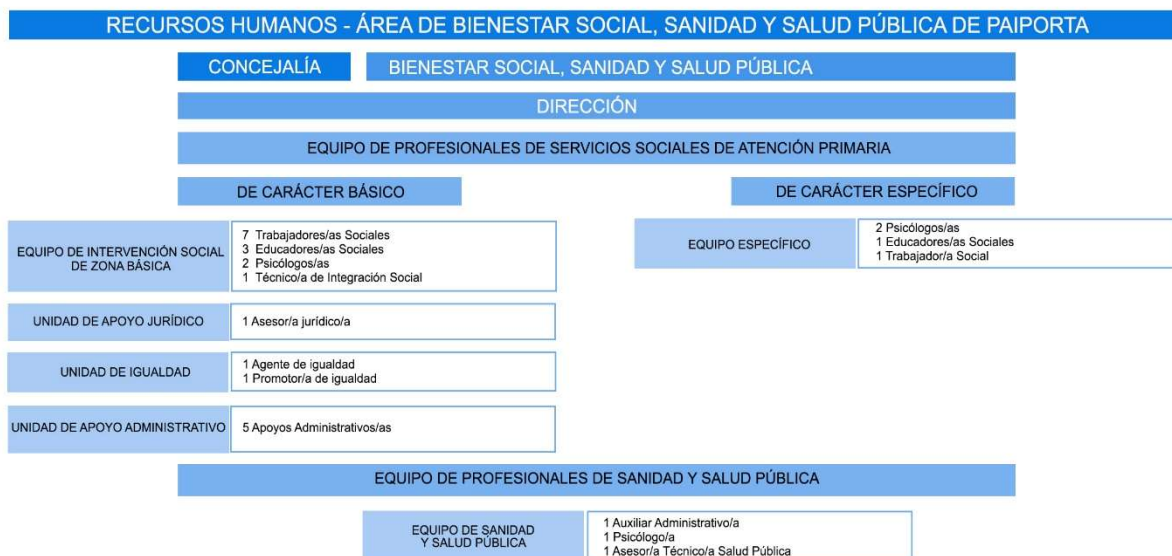 RECURSOS HUMANOS - ÁREA DE BIENESTAR SOCIAL, SANIDAD Y SALUD PÚBLICA DE PAIPORTA
CONCEJALÍA
BIENESTAR SOCIAL, SANIDAD Y SALUD PÚBLICA
DIRECCIÓN
EQUIPO DE PROFESIONALES DE SERVICIOS SOCIALES DE ATENCIÓN PRIMARIA
DE CARÁCTER BÁSICO
EQUIPO DE INTERVENCIÓN SOCIAL
DE ZONA BÁSICA
7 Trabajadores/as Sociales
3 Educadores/as Sociales
2 Psicólogos/as
1 Técnico/a de Integración Social
UNIDAD DE APOYO JURÍDICO
1 Asesor/a jurídico/a
UNIDAD DE IGUALDAD
1 Agente de igualdad
1 Promotor/a de igualdad
UNIDAD DE APOYO ADMINISTRATIVO
5 Apoyos Administrativos/as
DE CARÁCTER ESPECÍFICO
EQUIPO ESPECÍFICO
2 Psicólogos/as
1 Educadores/as Sociales
1 Trabajador/a Social
EQUIPO DE PROFESIONALES DE SANIDAD Y SALUD PÚBLICA
EQUIPO DE SANIDAD
Y SALUD PÚBLICA
1 Auxiliar Administrativo/a
1 Psicólogo/a
1 Asesor/a Técnico/a Salud Pública